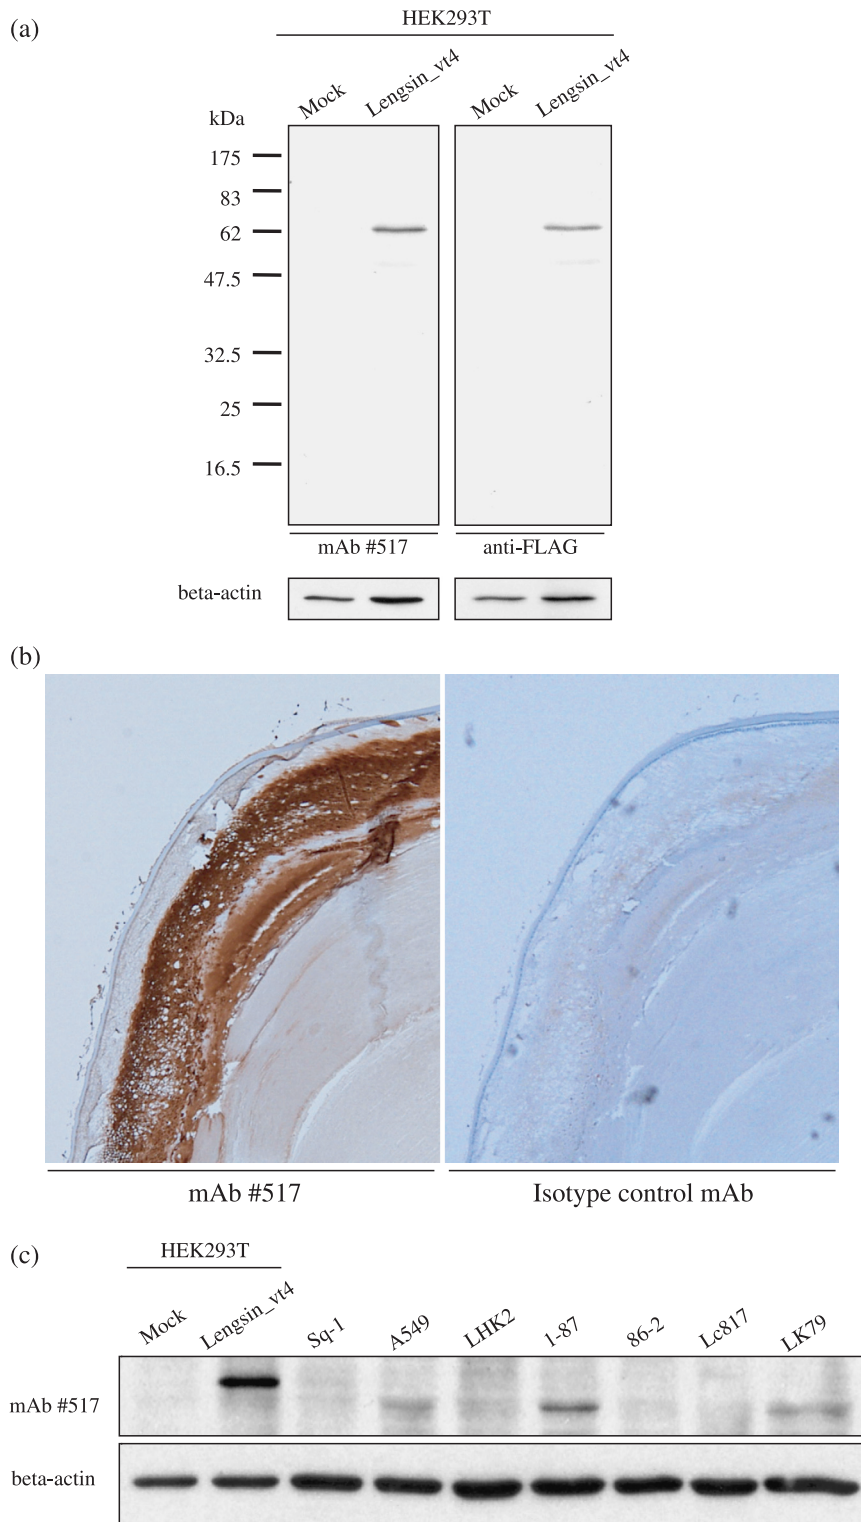 (a)
HEK293T
Mock Lengsin_vt4 Mock Lengsin_vt4
kDa
175
83
62
47.5
32.5
25
16.5
mAb #517 anti-FLAG
beta-actin
(b)
mAb #517 Isotype control mAb
(c)
HEK293T
Mock Lengsin_vt4 Sq-1 A549 LHK2 1-87 86-2 Lc817 LK79
mAb #517
beta-actin